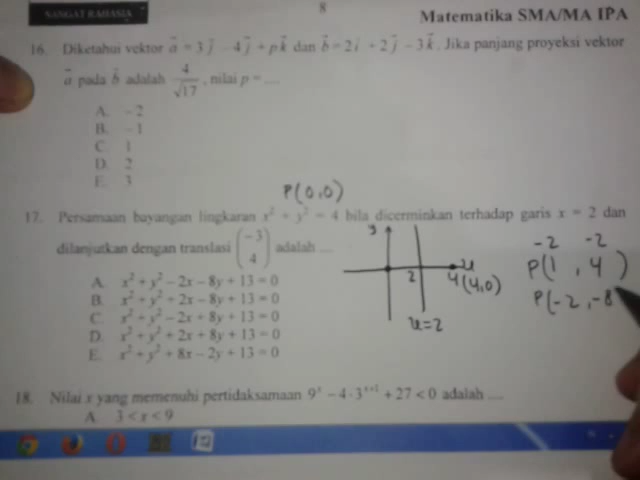 SANGAT RAHASIA
8
Matematika SMA/MA IPA
16. Diketahui vektor a⃗ = 3j⃗ - 4j⃗ + pk⃗ dan b⃗ = 2i⃗ + 2j⃗ - 3k⃗. Jika panjang proyeksi vektor
a⃗ pada b⃗ adalah 4/√17, nilai p = ....
A. -2
B. -1
C. 1
D. 2
E. 3
P(0,0)
17. Persamaan bayangan lingkaran x² + y² = 4 bila dicerminkan terhadap garis x = 2 dan
dilanjutkan dengan translasi (-3 4) adalah ....
A. x² + y² - 2x - 8y + 13 = 0
B. x² + y² + 2x - 8y + 13 = 0
C. x² + y² - 2x + 8y + 13 = 0
D. x² + y² + 2x + 8y + 13 = 0
E. x² + y² + 8x - 2y + 13 = 0
y
x
2
4(4,0)
x=2
-2 -2
P(1, 4)
P(-2, -8
18. Nilai x yang memenuhi pertidaksamaan 9ˣ - 4·3ˣ⁺¹ + 27 < 0 adalah ....
A. 3 < x < 9